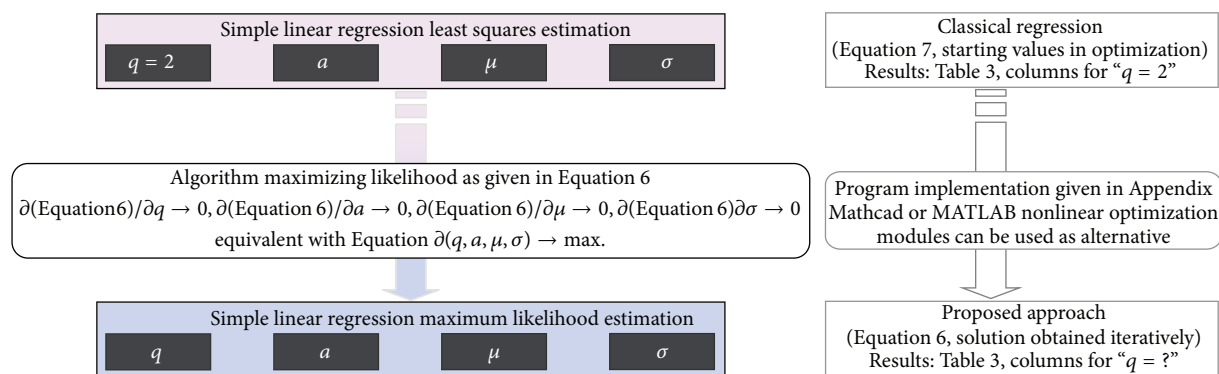 Simple linear regression least squares estimation
q = 2 a μ σ
Classical regression
(Equation 7, starting values in optimization)
Results: Table 3, columns for “q = 2”
Algorithm maximizing likelihood as given in Equation 6
∂(Equation6)/∂q → 0, ∂(Equation 6)/∂a → 0, ∂(Equation 6)/∂μ → 0, ∂(Equation 6)∂σ → 0
equivalent with Equation ∂(q, a, μ, σ) → max.
Program implementation given in Appendix
Mathcad or MATLAB nonlinear optimization
modules can be used as alternative
Simple linear regression maximum likelihood estimation
q a μ σ
Proposed approach
(Equation 6, solution obtained iteratively)
Results: Table 3, columns for “q = ?”